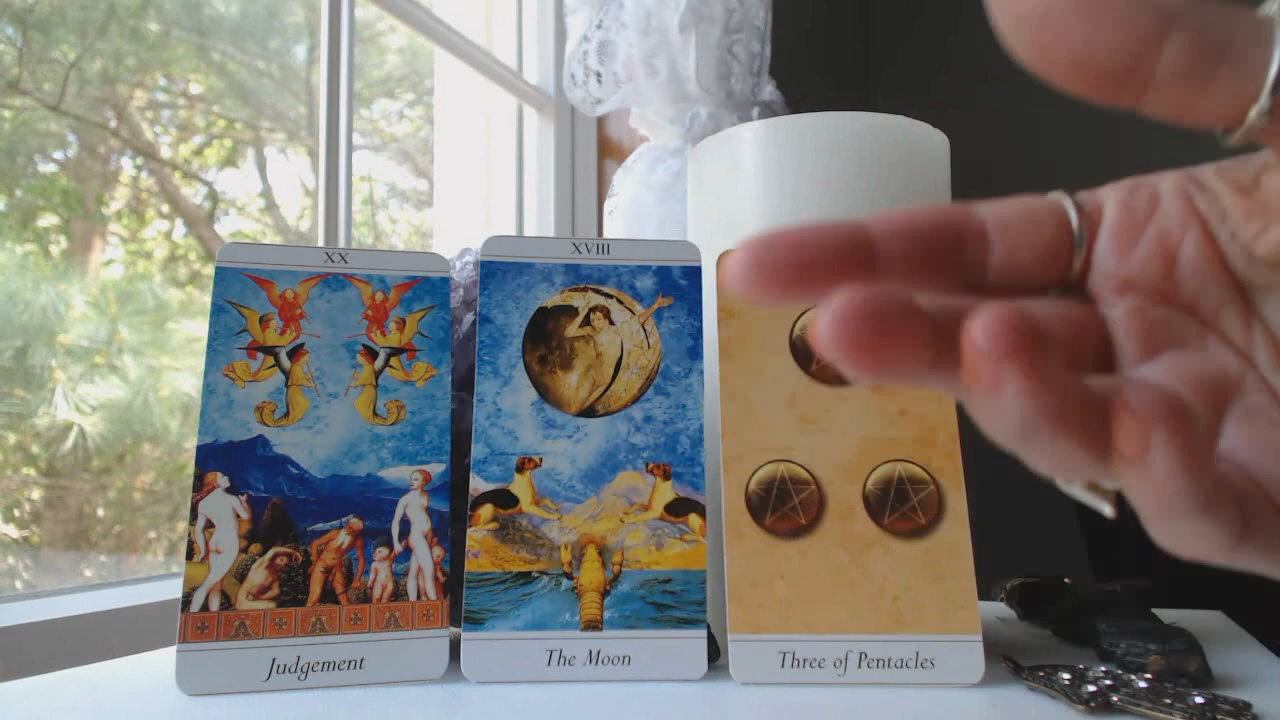 XX
XVIII
Judgement
The Moon
Three of Pentacles